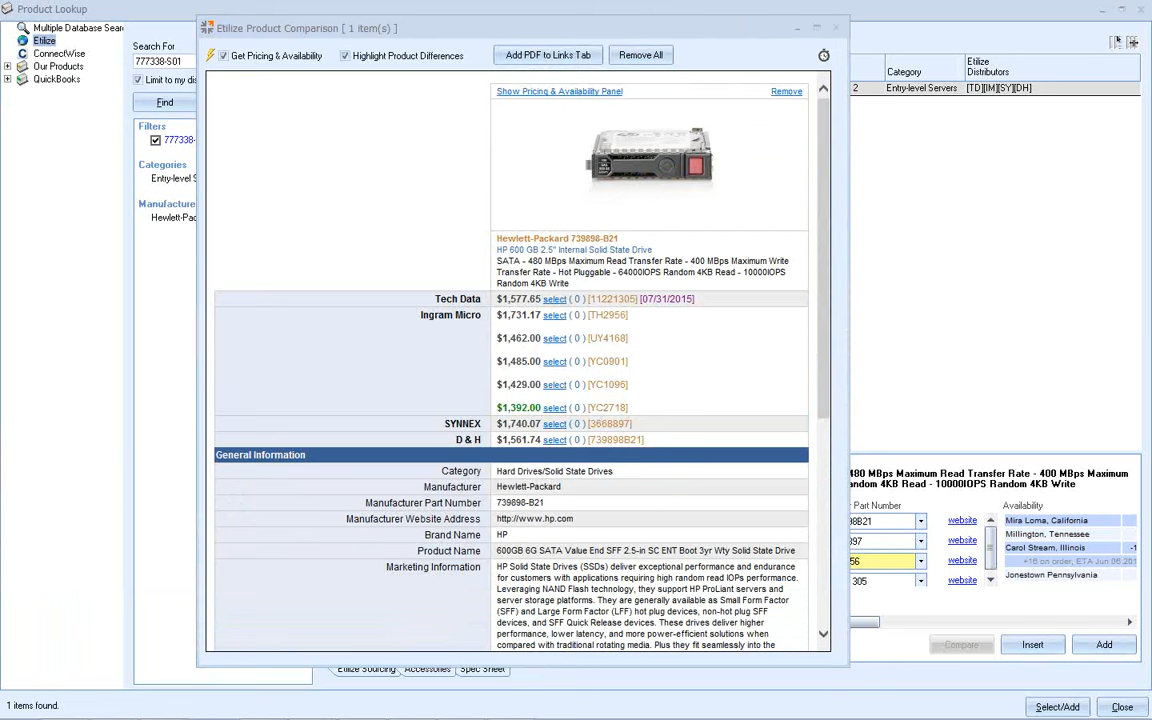 Product Lookup
Multiple Database Sear
Etilize
ConnectWise
Our Products
QuickBooks
Search For
777338-S01
Limit to my di
Find
Filters
777338-
Categories
Entry-level S
Manufacture
Hewlett-Pac
Etilize Product Comparison [ 1 item(s) ]
Get Pricing & Availability
Highlight Product Differences
Add PDF to Links Tab
Remove All
Show Pricing & Availability Panel
Remove
Hewlett-Packard 739898-B21
HP 600 GB 2.5" Internal Solid State Drive
SATA - 480 MBps Maximum Read Transfer Rate - 400 MBps Maximum Write
Transfer Rate - Hot Pluggable - 64000IOPS Random 4KB Read - 10000IOPS
Random 4KB Write
Tech Data $1,577.65 select ( 0 ) [11221305] [07/31/2015]
Ingram Micro $1,731.17 select ( 0 ) [TH2956]
$1,462.00 select ( 0 ) [UY4168]
$1,485.00 select ( 0 ) [YC0901]
$1,429.00 select ( 0 ) [YC1096]
$1,392.00 select ( 0 ) [YC2718]
SYNNEX $1,740.07 select ( 0 ) [3668897]
D & H $1,561.74 select ( 0 ) [739898B21]
General Information
Category Hard Drives/Solid State Drives
Manufacturer Hewlett-Packard
Manufacturer Part Number 739898-B21
Manufacturer Website Address http://www.hp.com
Brand Name HP
Product Name 600GB 6G SATA Value End SFF 2.5-in SC ENT Boot 3yr Wty Solid State Drive
Marketing Information HP Solid State Drives (SSDs) deliver exceptional performance and endurance
for customers with applications requiring high random read IOPs performance.
Leveraging NAND Flash technology, they support HP ProLiant servers and
server storage platforms. They are generally available as Small Form Factor
(SFF) and Large Form Factor (LFF) hot plug devices, non-hot plug SFF
devices, and SFF Quick Release devices. These drives deliver higher
performance, lower latency, and more power-efficient solutions when
compared with traditional rotating media. Plus they fit seamlessly into the
Category
Etilize
Distributors
2 Entry-level Servers [TD][IM][SY][DH]
480 MBps Maximum Read Transfer Rate - 400 MBps Maximum
andom 4KB Read - 10000IOPS Random 4KB Write
r Part Number
Availability
98B21 website
897 website
56 website
305 website
Mira Loma, California
Millington, Tennessee
Carol Stream, Illinois -1
+15 on order, ETA Jun 06 201
Jonestown Pennsylvania
Compare
Insert
Add
Etilize Sourcing
Accessories
Spec Sheet
1 items found.
Select/Add
Close